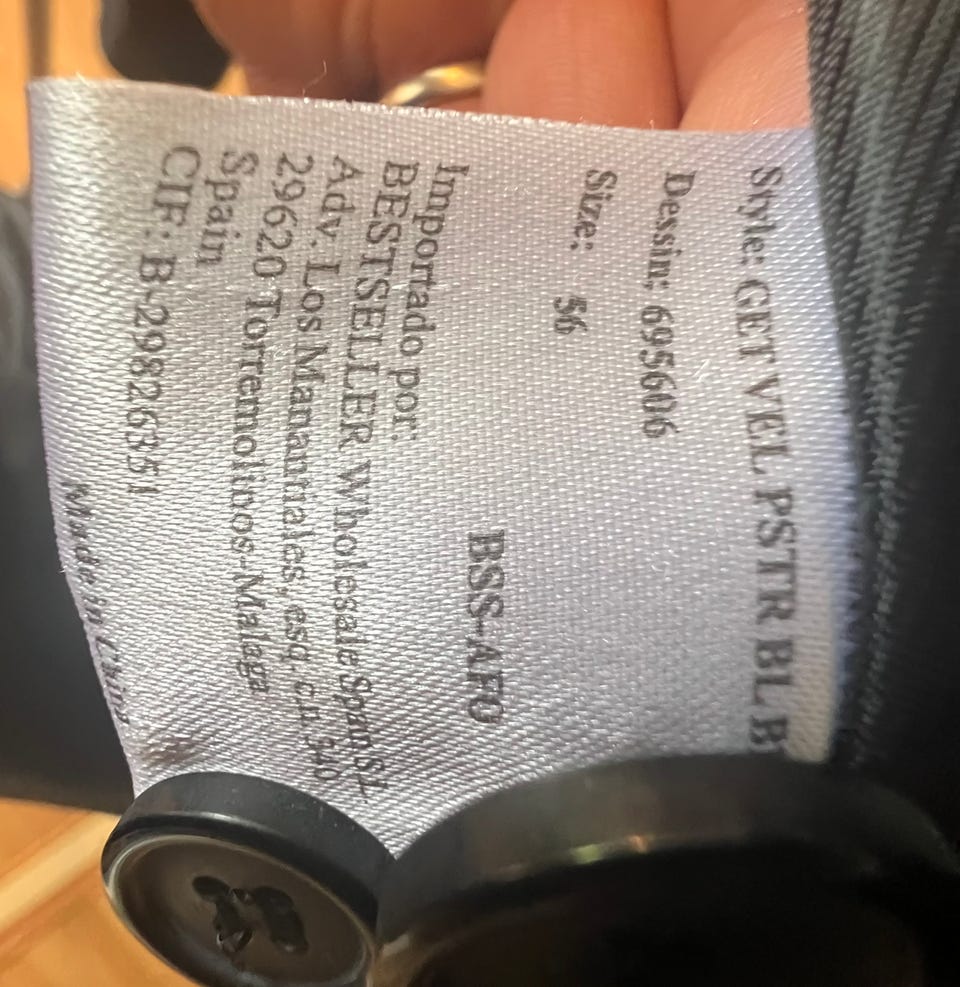 Style: GET VEL PSTR BL B
Dessin: 695606
Size: 56
BSS-AF0
Importado por:
BESTSELLER Wholesale Spain SL
Adv. Los Manantiales, esq. c.n. 340
29620 Torremolinos-Malaga
Spain
CIF: B-29826351
Made in China